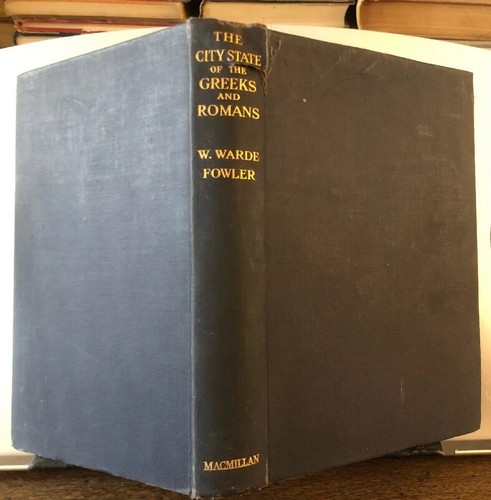 THE
CITY STATE
OF THE
GREEKS
AND
ROMANS
W. WARDE
FOWLER
MACMILLAN